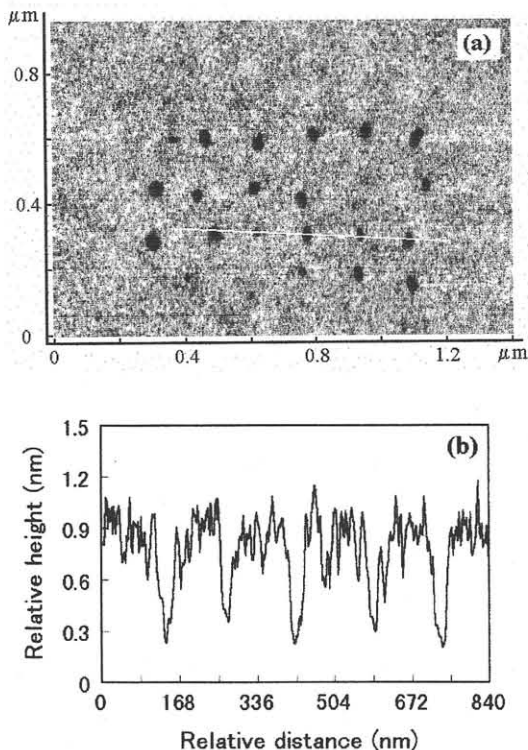 μm
(a)
0.8
0.4
0
0 0.4 0.8 1.2 μm
(b)
1.5
1.2
0.9
0.6
0.3
0
Relative height (nm)
0 168 336 504 672 840
Relative distance (nm)